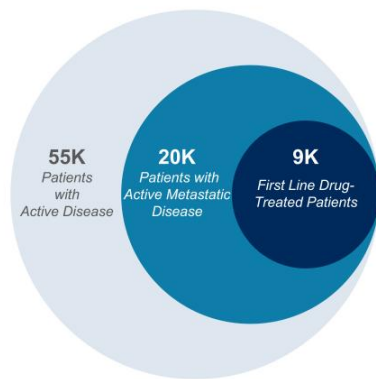 55K
Patients
with
Active Disease
20K
Patients with
Active Metastatic
Disease
9K
First Line Drug-
Treated Patients